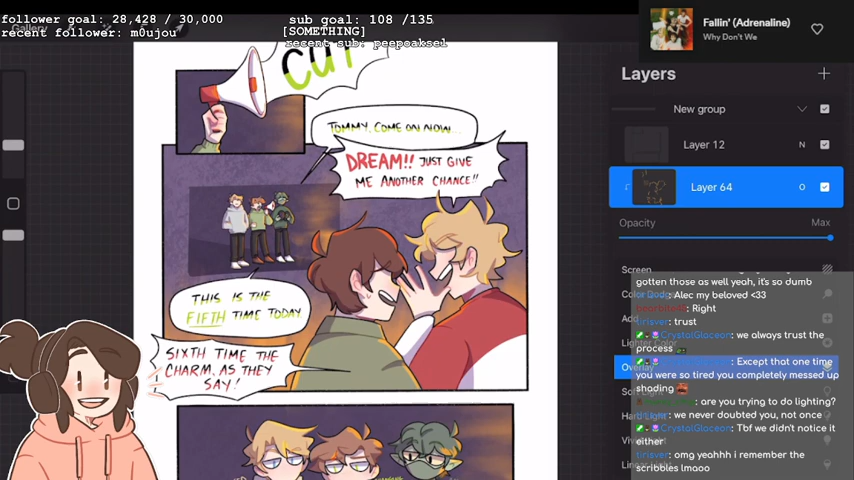 follower goal: 28,428 / 30,000
sub goal: 108 /135
recent follower: m0ujou
[SOMETHING]
recent sub: peepoaksel
Fallin' (Adrenaline)
Why Don't We
Layers
New group
Layer 12
N
Layer 64
O
Opacity
Max
Screen
CUT
TOMMY, COME ON NOW...
DREAM!! JUST GIVE
ME ANOTHER CHANCE!!
THIS IS THE
FIFTH TIME TODAY
SIXTH TIME THE
CHARM, AS THEY
SAY!
gotten those as well yeah, it's so dumb
: Alec my beloved <33
: Right
tirisver: trust
CrystalGlaceon: we always trust the
process
: Except that one time
you were so tired you completely messed up
shading
: are you trying to do lighting?
: we never doubted you, not once
CrystalGlaceon: Tbf we didn't notice it
either
tirisver: omg yeahhh i remember the
scribbles lmaoo